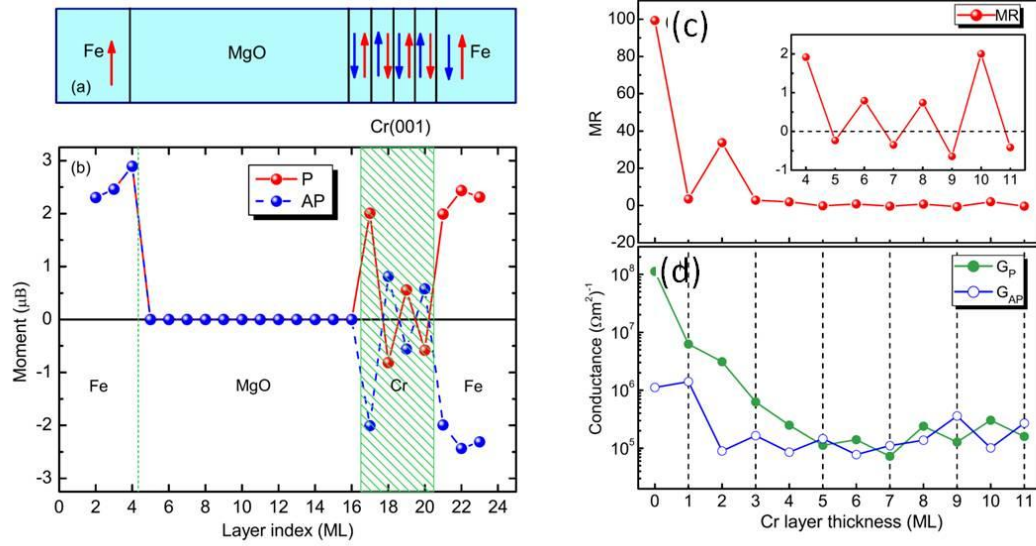 Fe
MgO
Fe
(a)
Cr(001)
(b)
P
AP
3
2
1
0
-1
-2
-3
Moment (μB)
Fe
MgO
Cr
Fe
0 2 4 6 8 10 12 14 16 18 20 22 24
Layer index (ML)
(c)
MR
100
80
60
40
20
0
-20
MR
2
1
0
-1
4 5 6 7 8 9 10 11
(d)
G_P
G_AP
10⁸
10⁷
10⁶
10⁵
Conductance (Ωm²)⁻¹
0 1 2 3 4 5 6 7 8 9 10 11
Cr layer thickness (ML)